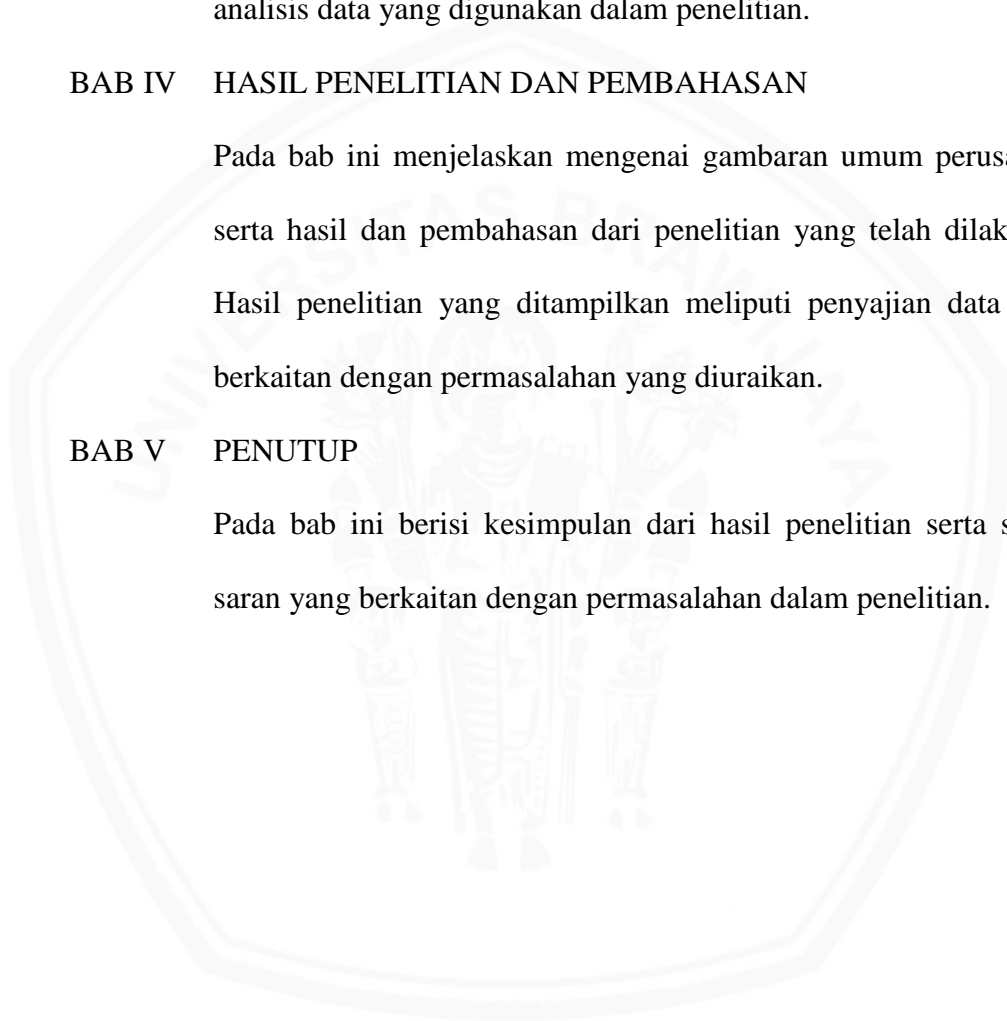 analisis data yang digunakan dalam penelitian.
BAB IV HASIL PENELITIAN DAN PEMBAHASAN
Pada bab ini menjelaskan mengenai gambaran umum perusa
serta hasil dan pembahasan dari penelitian yang telah dilak
Hasil penelitian yang ditampilkan meliputi penyajian data
berkaitan dengan permasalahan yang diuraikan.
BAB V PENUTUP
Pada bab ini berisi kesimpulan dari hasil penelitian serta s
saran yang berkaitan dengan permasalahan dalam penelitian.
UNIVERSITAS BRAWIJAYA